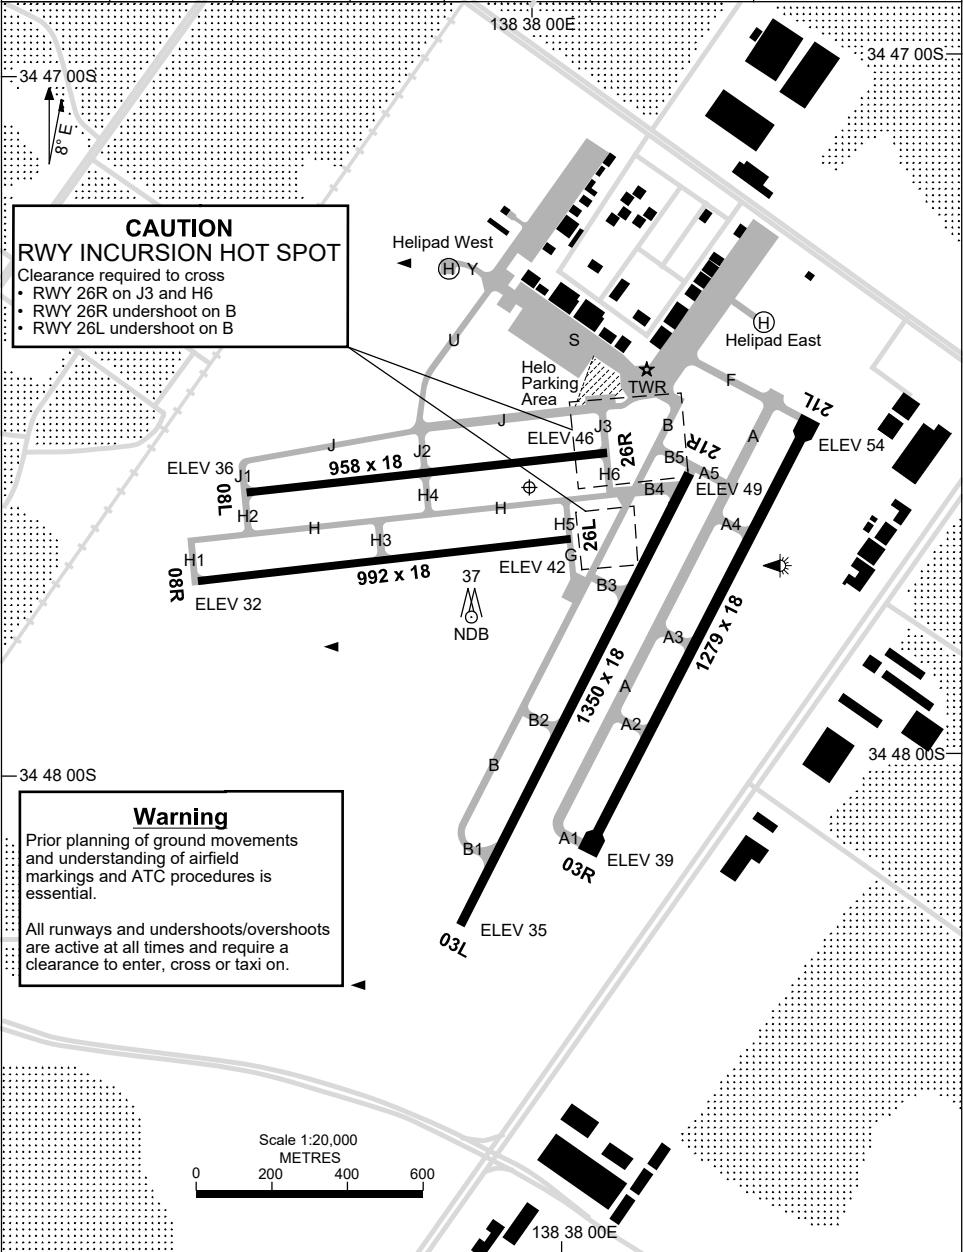 138 38 00E
34 47 00S
34 47 00S
8° E
CAUTION
RWY INCURSION HOT SPOT
Clearance required to cross
• RWY 26R on J3 and H6
• RWY 26R undershoot on B
• RWY 26L undershoot on B
Helipad West
H Y
H
Helipad East
U
S
Helo
Parking
Area
TWR
F
21L
J
J
J3
B
A
ELEV 46
26R
21R
ELEV 54
ELEV 36
J1
J2
958 x 18
B5
A5
08L
H6
B4
ELEV 49
H2
H4
H
H
H5
26L
A4
H3
G
H1
08R
992 x 18
ELEV 42
ELEV 32
37
NDB
B3
A3
1279 x 18
1350 x 18
A
A2
B2
B
34 48 00S
34 48 00S
Warning
Prior planning of ground movements
and understanding of airfield
markings and ATC procedures is
essential.
All runways and undershoots/overshoots
are active at all times and require a
clearance to enter, cross or taxi on.
B1
A1
03R
ELEV 39
ELEV 35
03L
Scale 1:20,000
METRES
0 200 400 600
138 38 00E